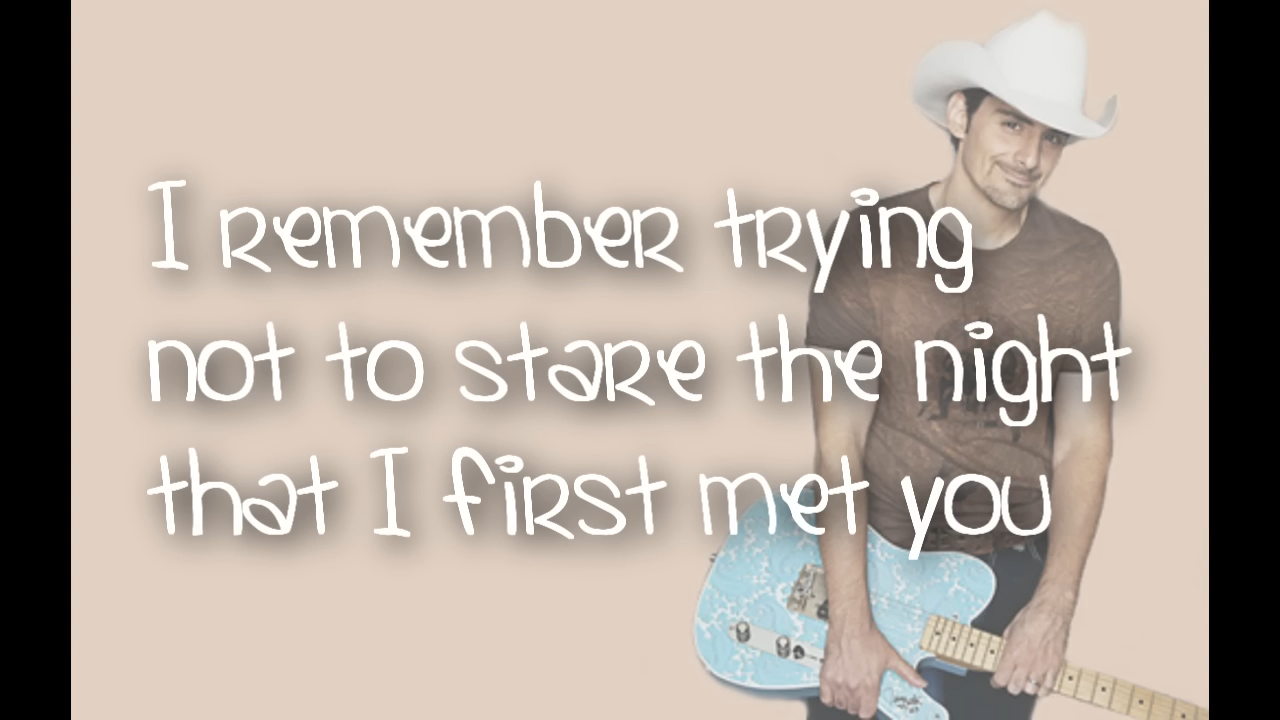 I remember trying
not to stare the night
that I first met you